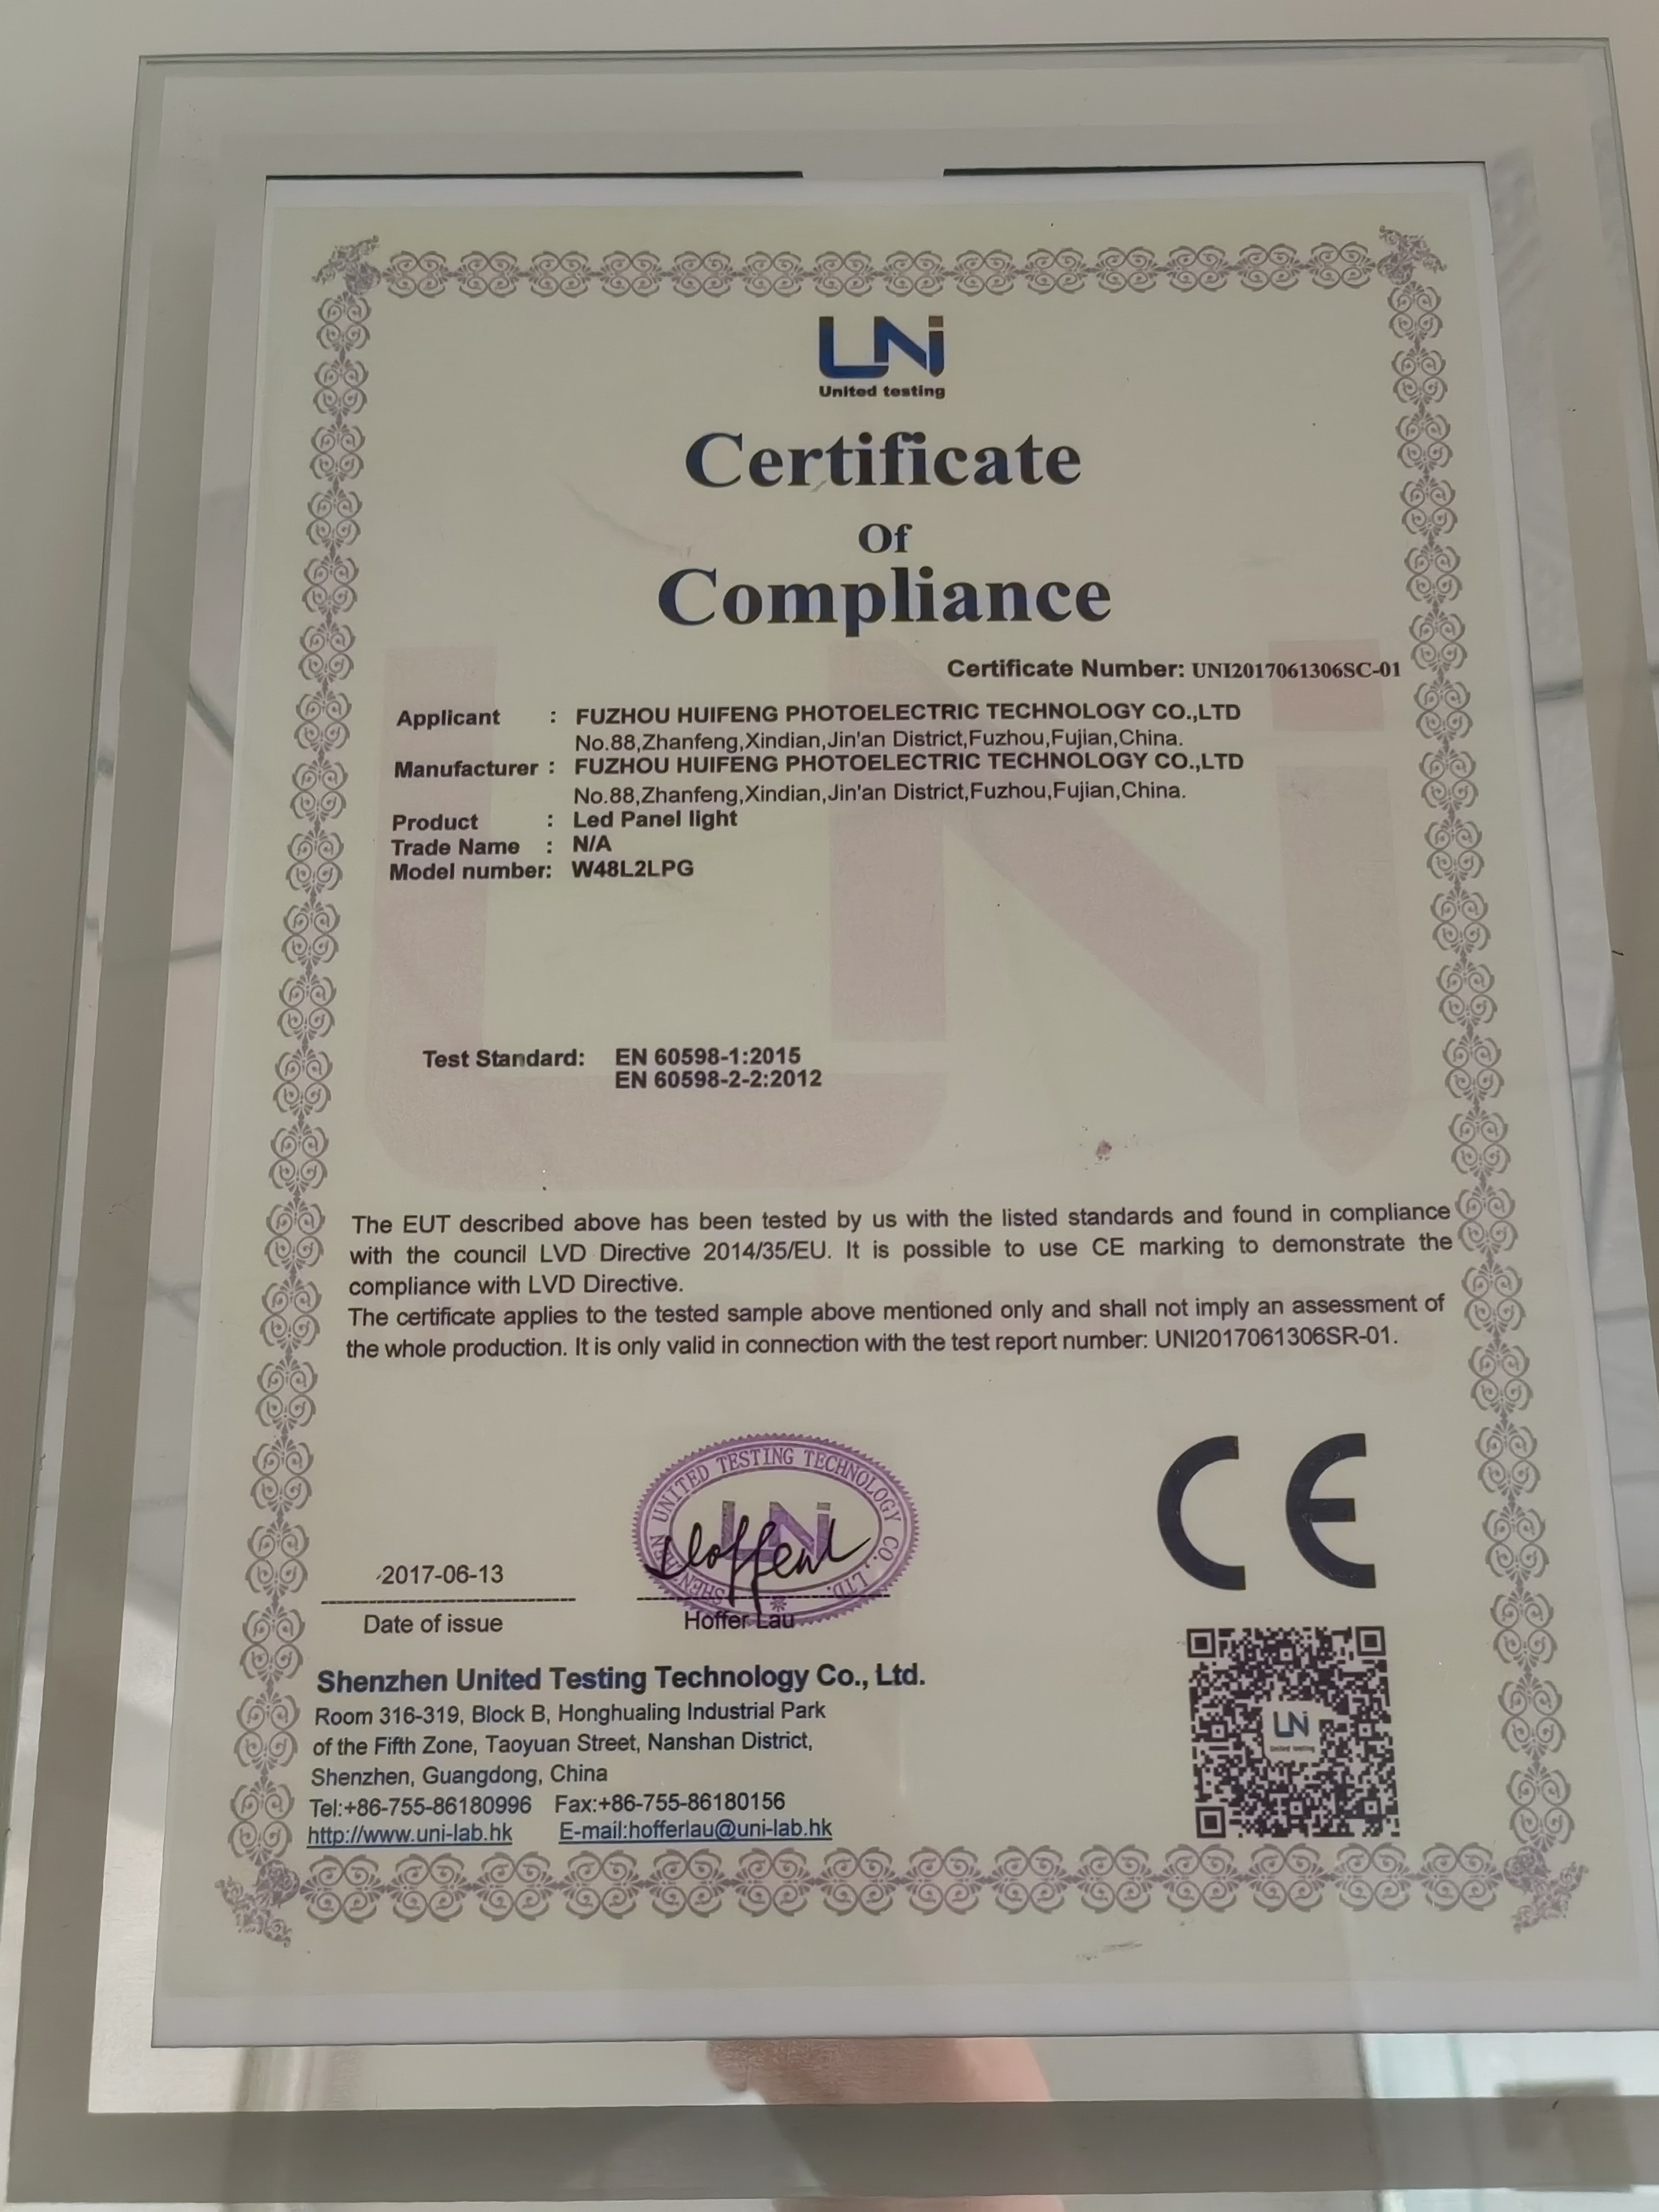 UNi
United testing
Certificate
Of
Compliance
Certificate Number: UNI2017061306SC-01
Applicant : FUZHOU HUIFENG PHOTOELECTRIC TECHNOLOGY CO.,LTD
No.88,Zhanfeng,Xindian,Jin'an District,Fuzhou,Fujian,China.
Manufacturer : FUZHOU HUIFENG PHOTOELECTRIC TECHNOLOGY CO.,LTD
No.88,Zhanfeng,Xindian,Jin'an District,Fuzhou,Fujian,China.
Product : Led Panel light
Trade Name : N/A
Model number: W48L2LPG
Test Standard: EN 60598-1:2015
EN 60598-2-2:2012
The EUT described above has been tested by us with the listed standards and found in compliance
with the council LVD Directive 2014/35/EU. It is possible to use CE marking to demonstrate the
compliance with LVD Directive.
The certificate applies to the tested sample above mentioned only and shall not imply an assessment of
the whole production. It is only valid in connection with the test report number: UNI2017061306SR-01.
SHENZHEN UNITED TESTING TECHNOLOGY CO., LTD.
UNi
CE
2017-06-13
Date of issue
Hoffer Lau
Shenzhen United Testing Technology Co., Ltd.
Room 316-319, Block B, Honghualing Industrial Park
of the Fifth Zone, Taoyuan Street, Nanshan District,
Shenzhen, Guangdong, China
Tel:+86-755-86180996 Fax:+86-755-86180156
http://www.uni-lab.hk E-mail:hofferlau@uni-lab.hk
UNi
United testing